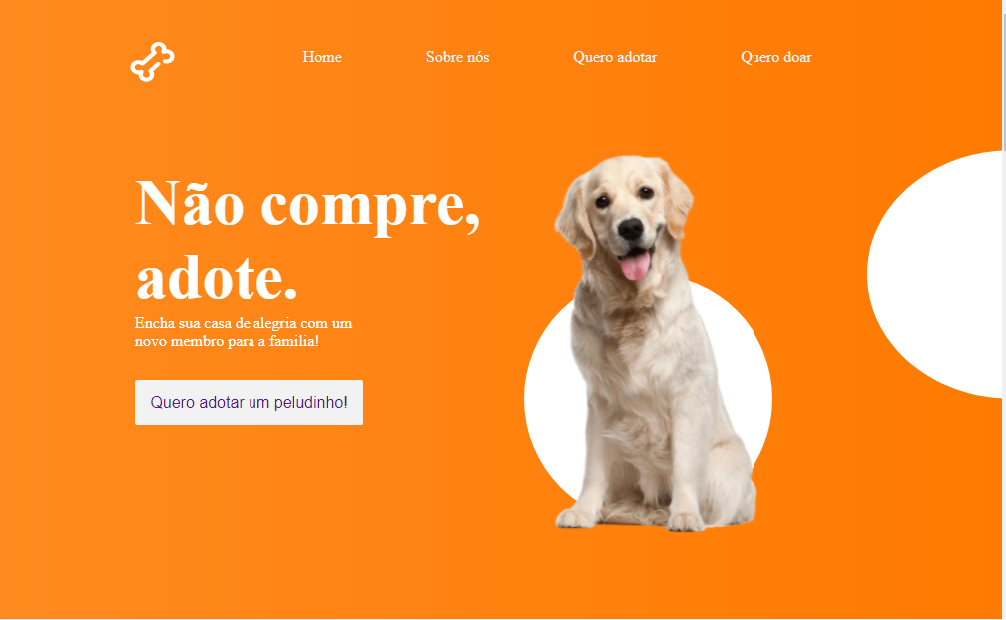 Home
Sobre nós
Quero adotar
Quero doar
Não compre,
adote.
Encha sua casa de alegria com um
novo membro para a familia!
Quero adotar um peludinho!